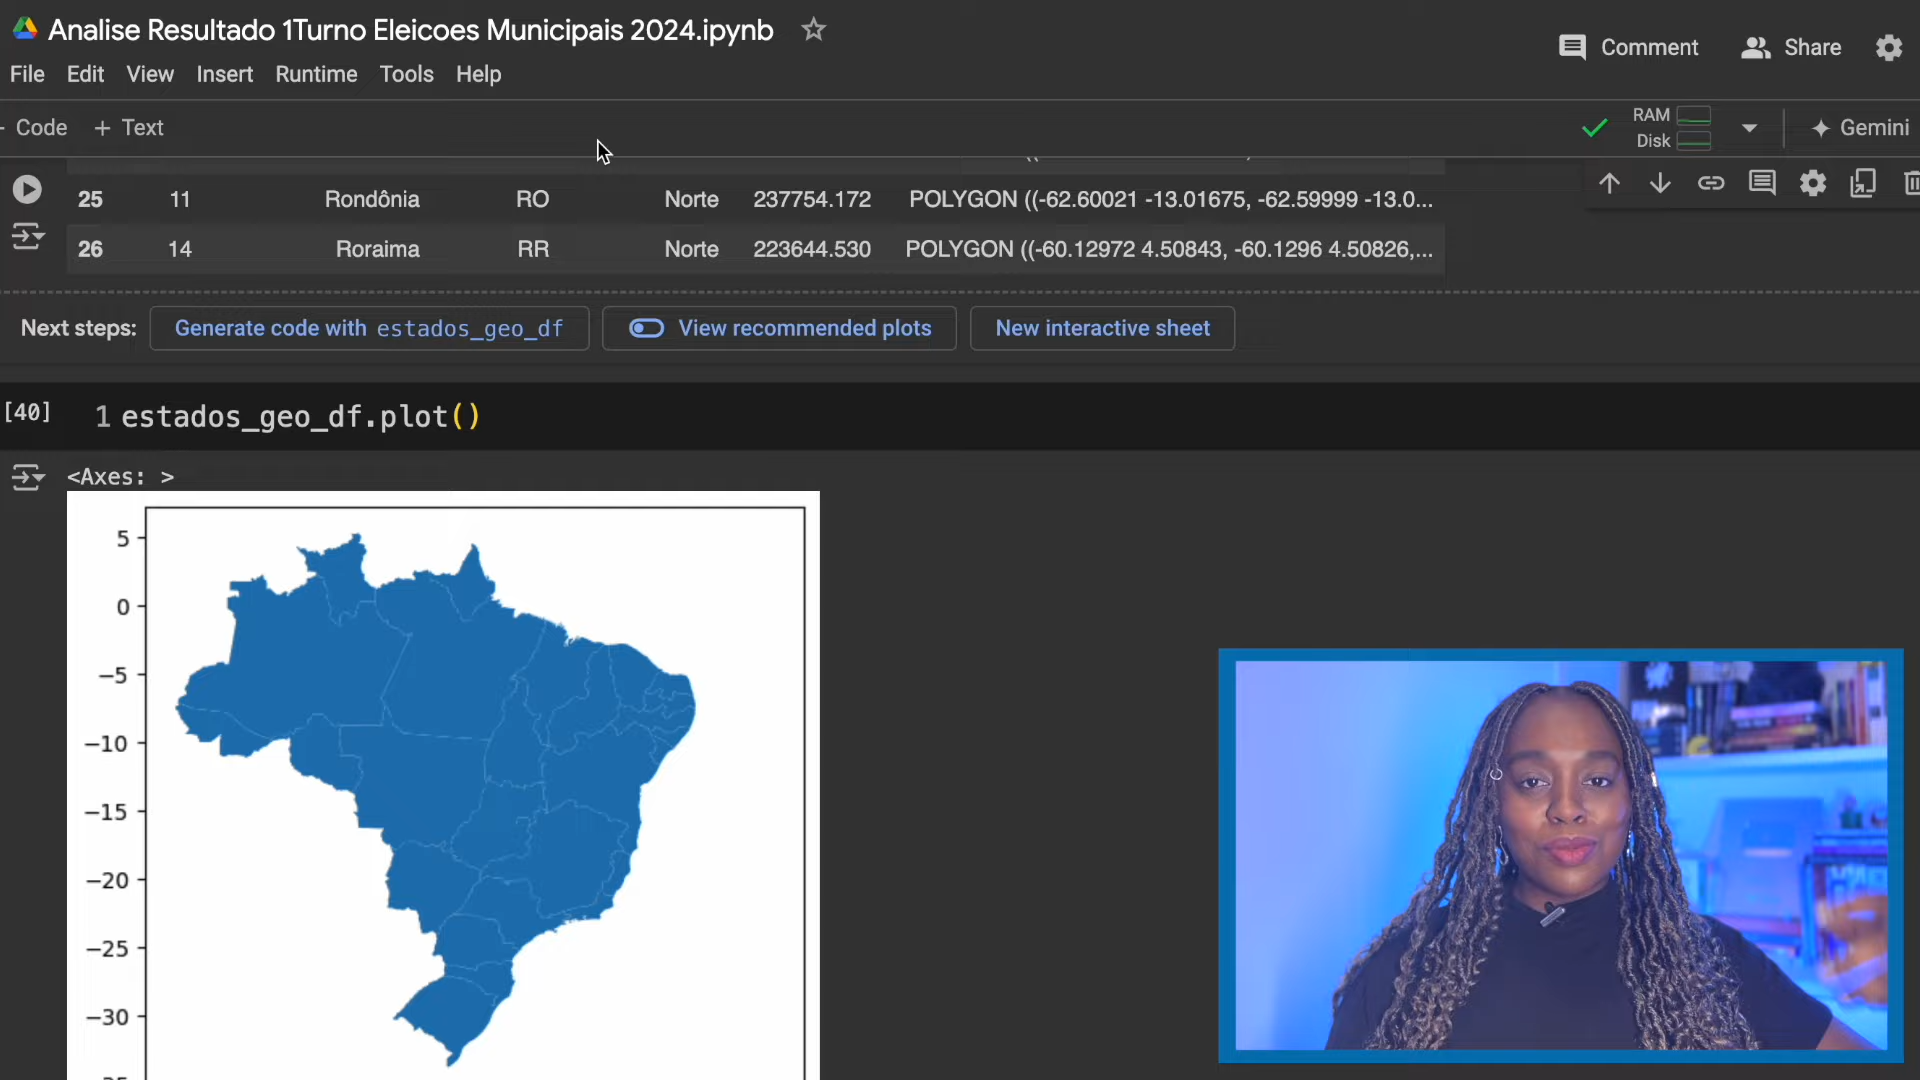 Analise Resultado 1Turno Eleicoes Municipais 2024.ipynb
Comment
Share
File Edit View Insert Runtime Tools Help
Code + Text
RAM
Disk
Gemini
25 11 Rondônia RO Norte 237754.172 POLYGON ((-62.60021 -13.01675, -62.59999 -13.0...
26 14 Roraima RR Norte 223644.530 POLYGON ((-60.12972 4.50843, -60.1296 4.50826,...
Next steps: Generate code with estados_geo_df View recommended plots New interactive sheet
[40] 1 estados_geo_df.plot()
<Axes: >
5
0
−5
−10
−15
−20
−25
−30